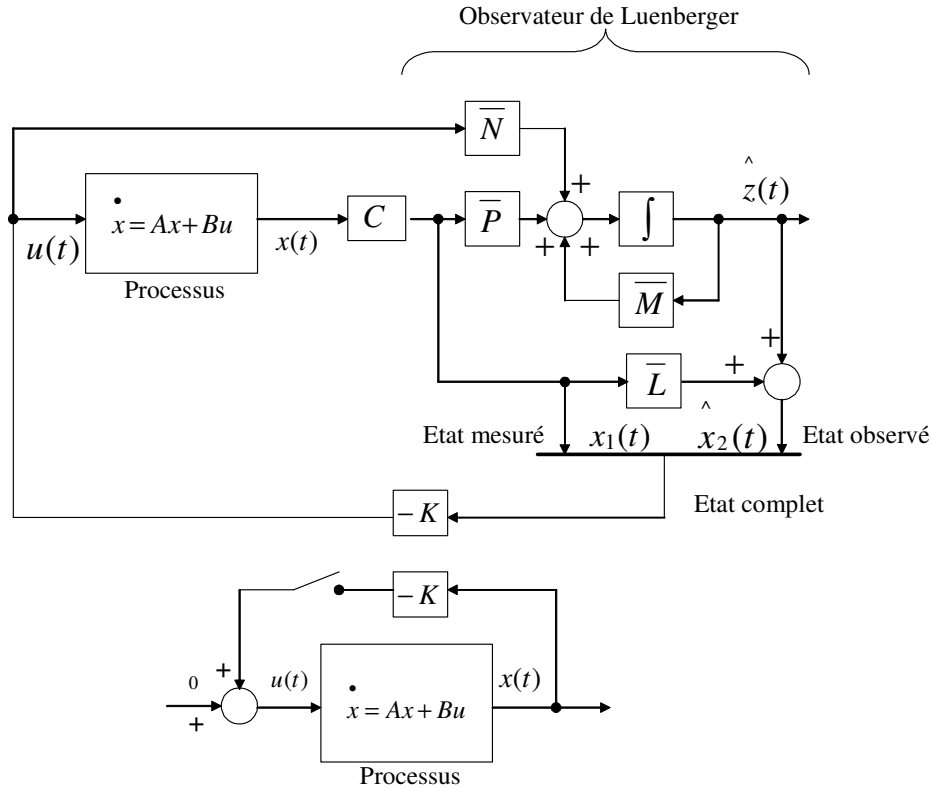 Observateur de Luenberger
N̅
+
ẑ(t)
ẋ = Ax + Bu
x(t)
C
P̅
∫
u(t)
+ +
Processus
M̅
+
L̅
+
Etat mesuré
x₁(t)
x̂₂(t)
Etat observé
– K
Etat complet
– K
+
0
u(t)
x(t)
+
ẋ = Ax + Bu
Processus